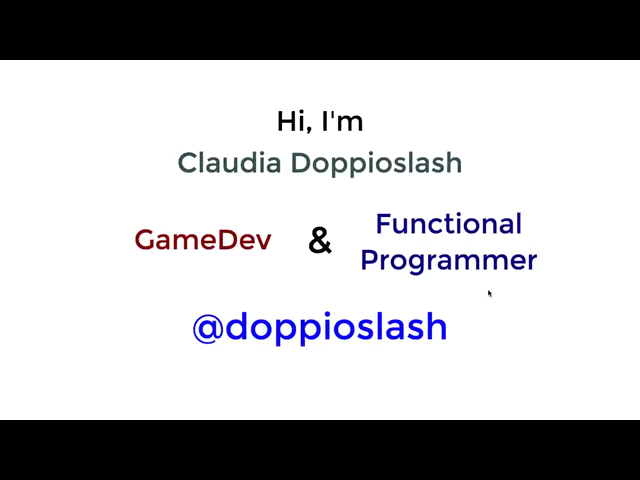 Hi, I'm
Claudia Doppioslash
GameDev & Functional Programmer
@doppioslash